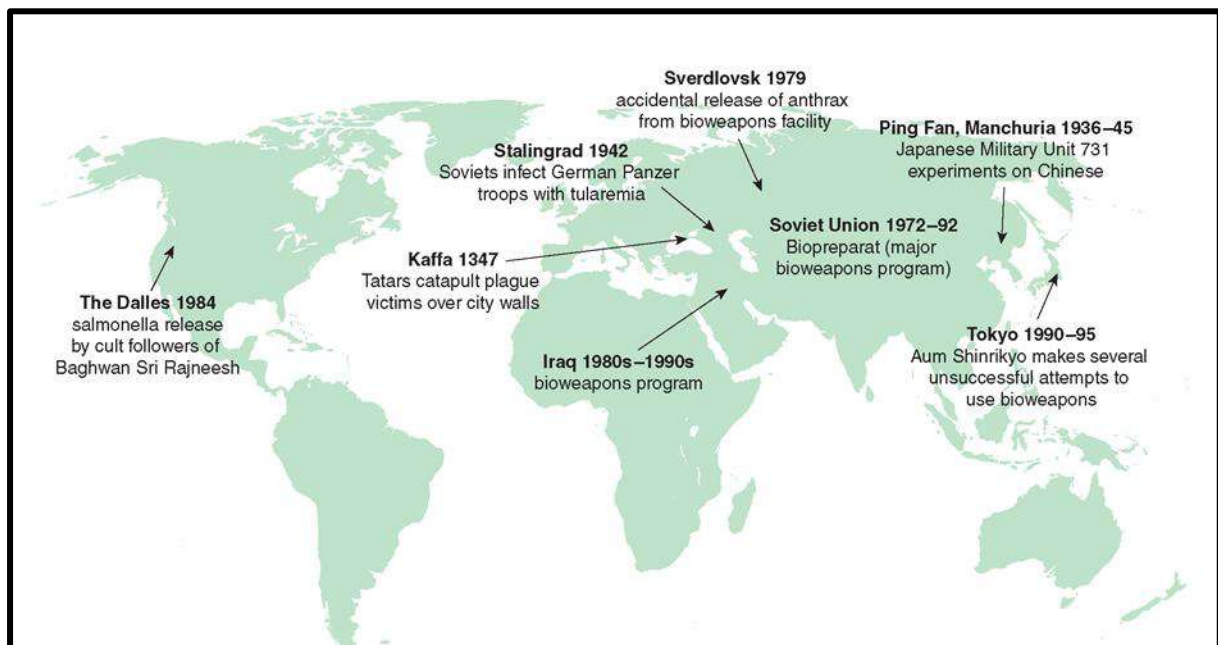 Sverdlovsk 1979
accidental release of anthrax
from bioweapons facility
Ping Fan, Manchuria 1936–45
Japanese Military Unit 731
experiments on Chinese
Stalingrad 1942
Soviets infect German Panzer
troops with tularemia
Soviet Union 1972–92
Biopreparat (major
bioweapons program)
Kaffa 1347
Tatars catapult plague
victims over city walls
The Dalles 1984
salmonella release
by cult followers of
Baghwan Sri Rajneesh
Iraq 1980s–1990s
bioweapons program
Tokyo 1990–95
Aum Shinrikyo makes several
unsuccessful attempts to
use bioweapons